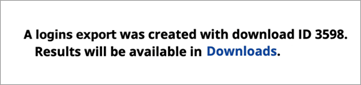 A logins export was created with download ID 3598.
Results will be available in Downloads.